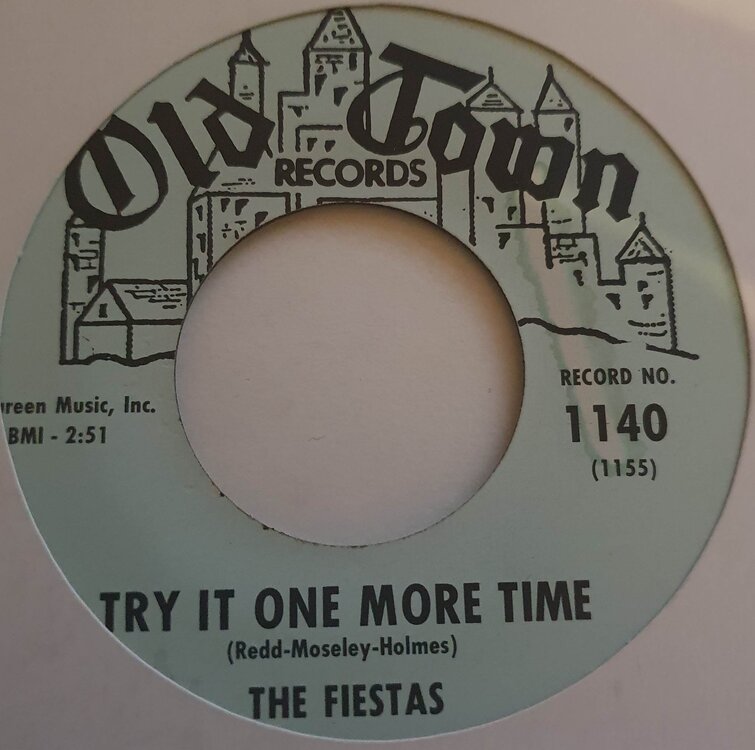 Old Town
RECORDS
Music, Inc.
BMI - 2:51
RECORD NO.
1140
(1155)
TRY IT ONE MORE TIME
(Redd-Moseley-Holmes)
THE FIESTAS